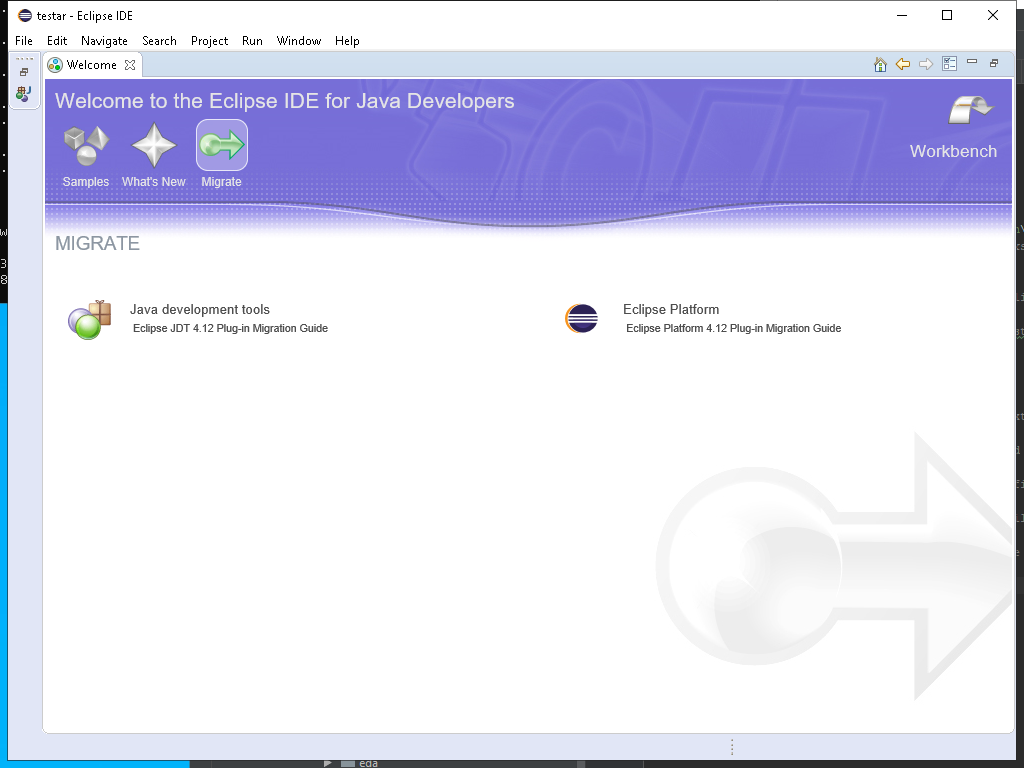 testar - Eclipse IDE
File Edit Navigate Search Project Run Window Help
Welcome
Welcome to the Eclipse IDE for Java Developers
Workbench
Samples What's New Migrate
MIGRATE
Java development tools
Eclipse JDT 4.12 Plug-in Migration Guide
Eclipse Platform
Eclipse Platform 4.12 Plug-in Migration Guide
eda